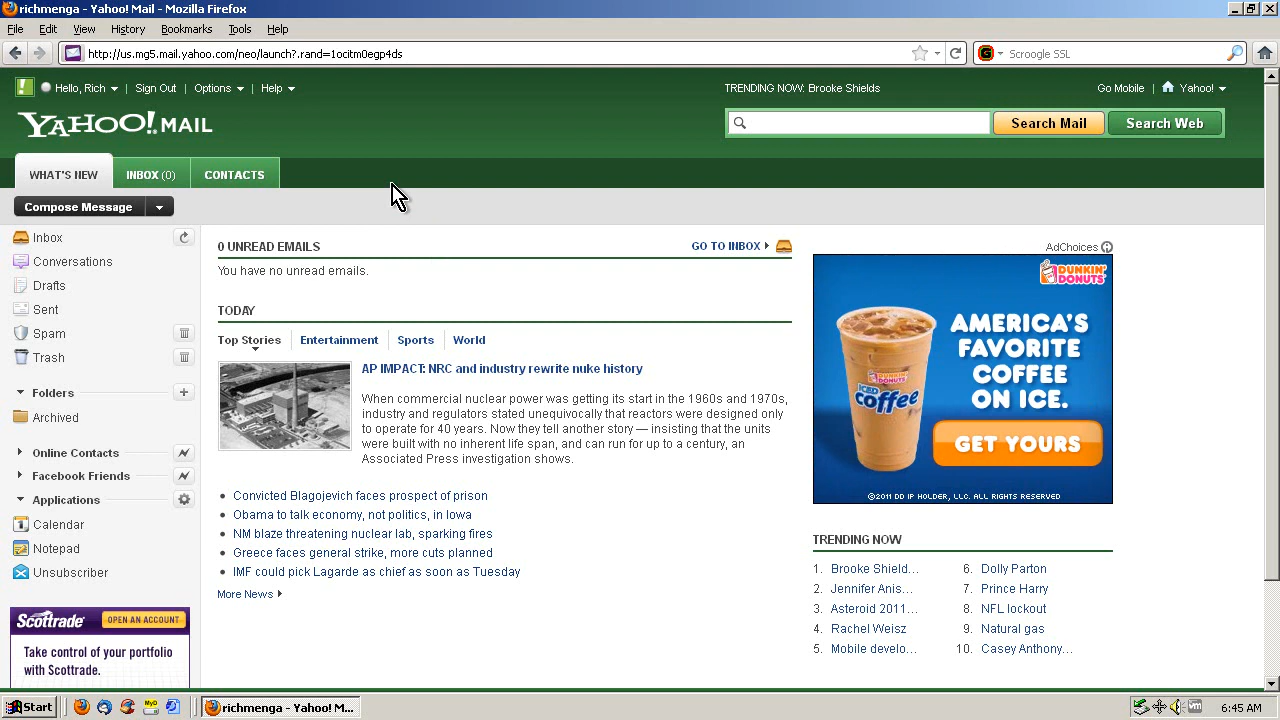 richmenga - Yahoo! Mail - Mozilla Firefox
File Edit View History Bookmarks Tools Help
http://us.mg5.mail.yahoo.com/neo/launch?.rand=1ocitm0egp4ds
Scroogle SSL
Hello, Rich | Sign Out | Options | Help
TRENDING NOW: Brooke Shields
Go Mobile | Yahoo!
YAHOO! MAIL
Search Mail
Search Web
WHAT'S NEW
INBOX (0)
CONTACTS
Compose Message
Inbox
Conversations
Drafts
Sent
Spam
Trash
Folders
Archived
Online Contacts
Facebook Friends
Applications
Calendar
Notepad
Unsubscriber
Scottrade
OPEN AN ACCOUNT
Take control of your portfolio
with Scottrade.
0 UNREAD EMAILS
GO TO INBOX
You have no unread emails.
TODAY
Top Stories | Entertainment | Sports | World
AP IMPACT: NRC and industry rewrite nuke history
When commercial nuclear power was getting its start in the 1960s and 1970s,
industry and regulators stated unequivocally that reactors were designed only
to operate for 40 years. Now they tell another story — insisting that the units
were built with no inherent life span, and can run for up to a century, an
Associated Press investigation shows.
• Convicted Blagojevich faces prospect of prison
• Obama to talk economy, not politics, in Iowa
• NM blaze threatening nuclear lab, sparking fires
• Greece faces general strike, more cuts planned
• IMF could pick Lagarde as chief as soon as Tuesday
More News
AdChoices
DUNKIN' DONUTS
AMERICA'S
FAVORITE
COFFEE
ON ICE.
GET YOURS
DUNKIN' DONUTS
ICED
coffee
©2011 DD IP HOLDER, LLC. ALL RIGHTS RESERVED
TRENDING NOW
1. Brooke Shield...
2. Jennifer Anis...
3. Asteroid 2011...
4. Rachel Weisz
5. Mobile develo...
6. Dolly Parton
7. Prince Harry
8. NFL lockout
9. Natural gas
10. Casey Anthony...
Start
MyD
richmenga - Yahoo! M...
6:45 AM